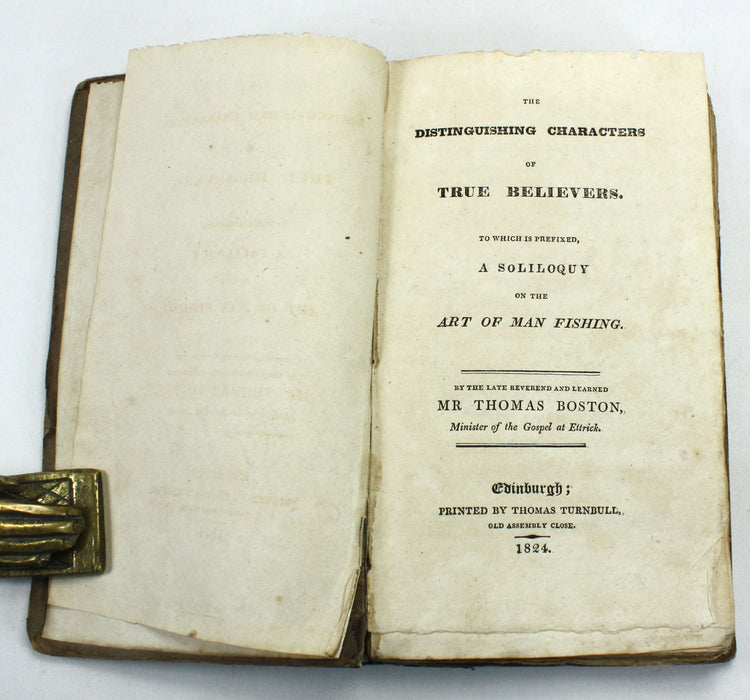 THE
DISTINGUISHING CHARACTERS
OF
TRUE BELIEVERS.
TO WHICH IS PREFIXED,
A SOLILOQUY
ON THE
ART OF MAN FISHING.
BY THE LATE REVEREND AND LEARNED
MR THOMAS BOSTON,
Minister of the Gospel at Ettrick.
Edinburgh;
PRINTED BY THOMAS TURNBULL,
OLD ASSEMBLY CLOSE.
1824.